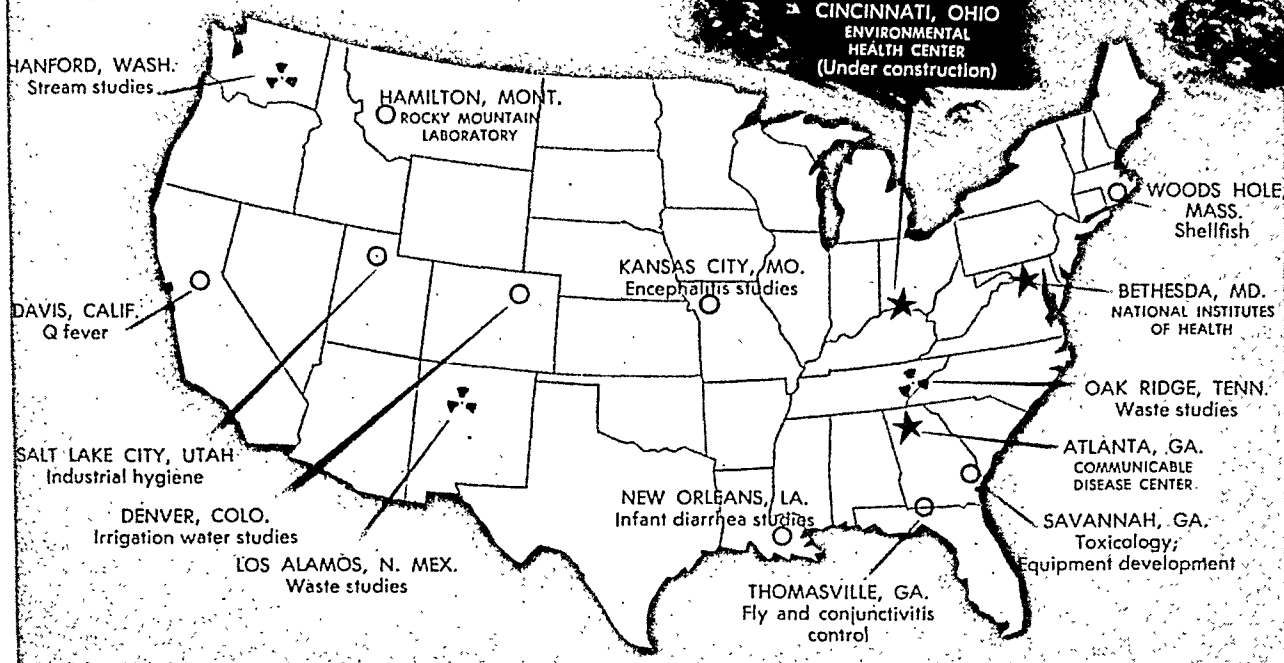 CINCINNATI, OHIO
ENVIRONMENTAL
HEALTH CENTER
(Under construction)
HANFORD, WASH.
Stream studies
HAMILTON, MONT.
ROCKY MOUNTAIN
LABORATORY
WOODS HOLE,
MASS.
Shellfish
KANSAS CITY, MO.
Encephalitis studies
DAVIS, CALIF.
Q fever
BETHESDA, MD.
NATIONAL INSTITUTES
OF HEALTH
OAK RIDGE, TENN.
Waste studies
SALT LAKE CITY, UTAH
Industrial hygiene
ATLANTA, GA.
COMMUNICABLE
DISEASE CENTER
DENVER, COLO.
Irrigation water studies
NEW ORLEANS, LA.
Infant diarrhea studies
SAVANNAH, GA.
Toxicology;
Equipment development
LOS ALAMOS, N. MEX.
Waste studies
THOMASVILLE, GA.
Fly and conjunctivitis
control